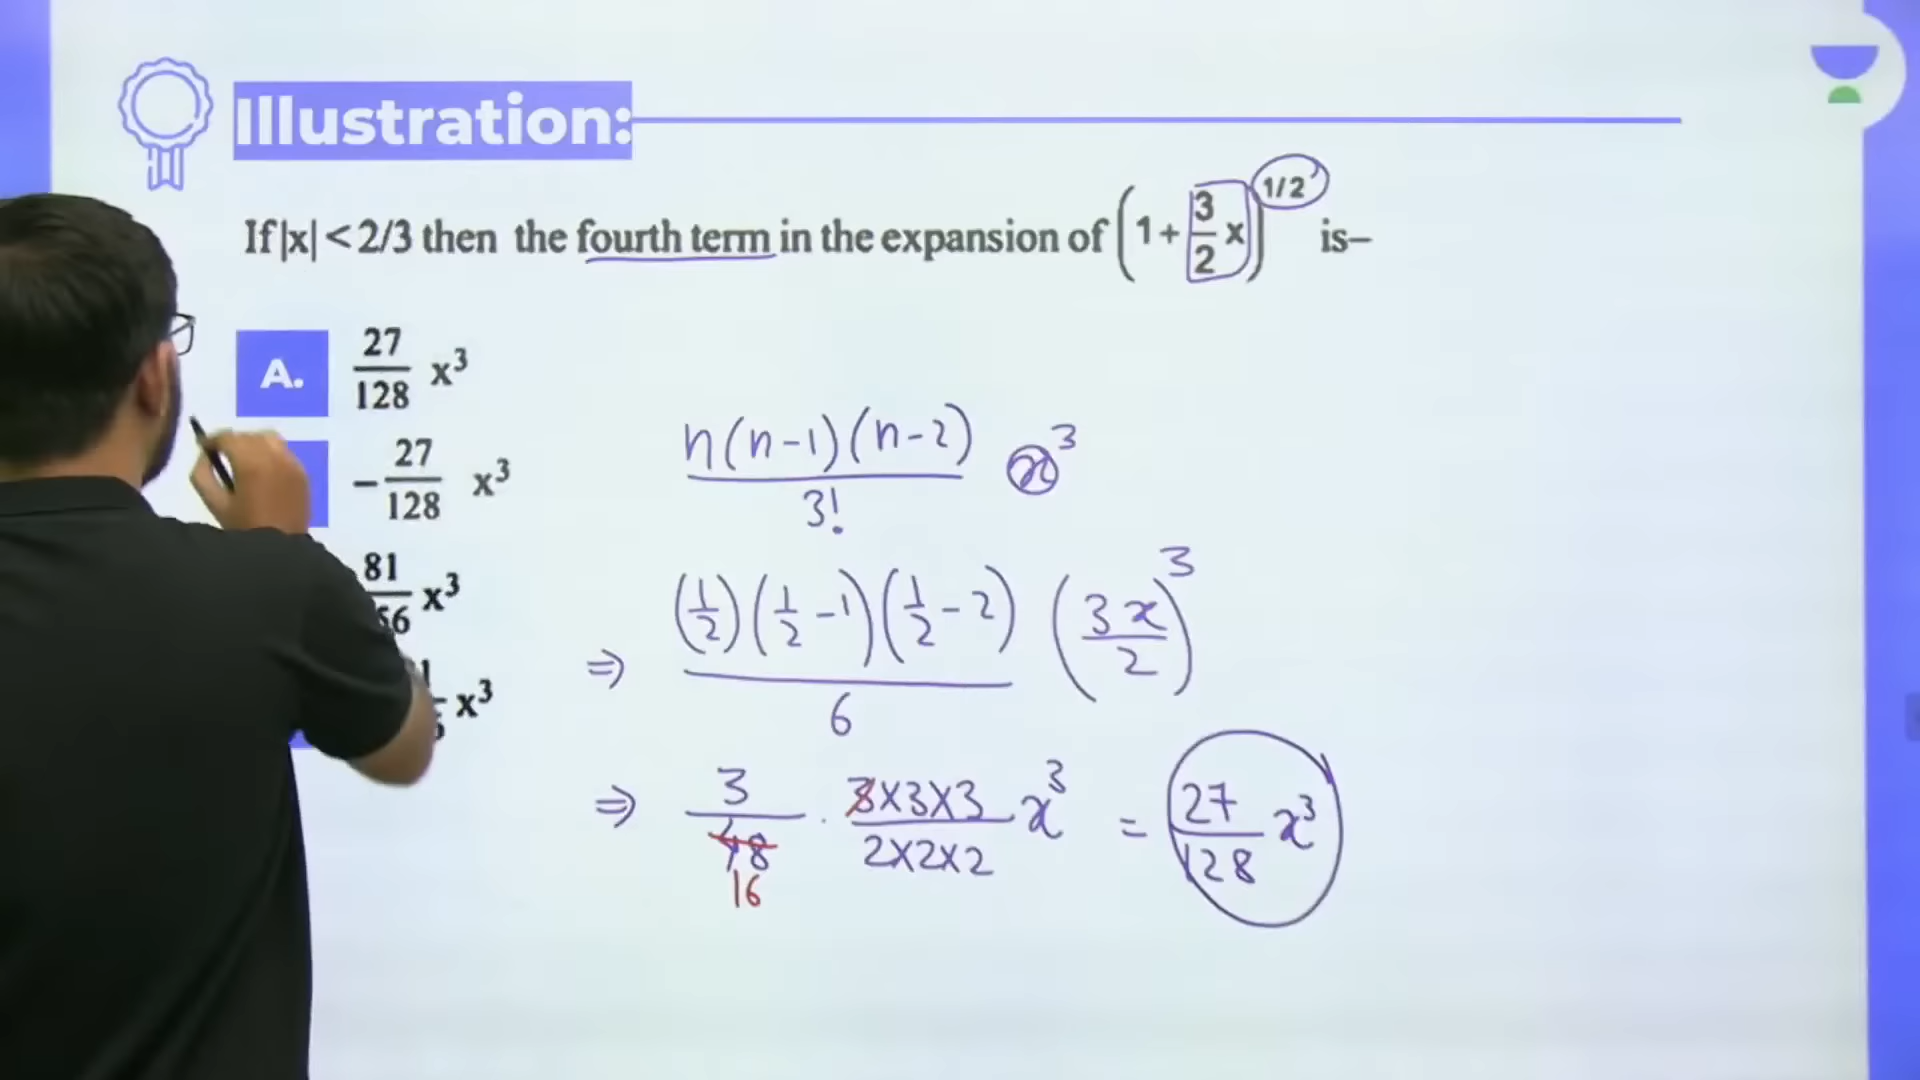 Illustration:
If |x| < 2/3 then the fourth term in the expansion of (1 + 3/2 x)^1/2 is–
A. 27/128 x³
– 27/128 x³
81/ x³
x³
n(n-1)(n-2)/3! x³
⇒ (1/2)(1/2-1)(1/2-2)/6 (3x/2)³
⇒ 3/48 . 3x3x3/2x2x2 x³ = 27/128 x³
16